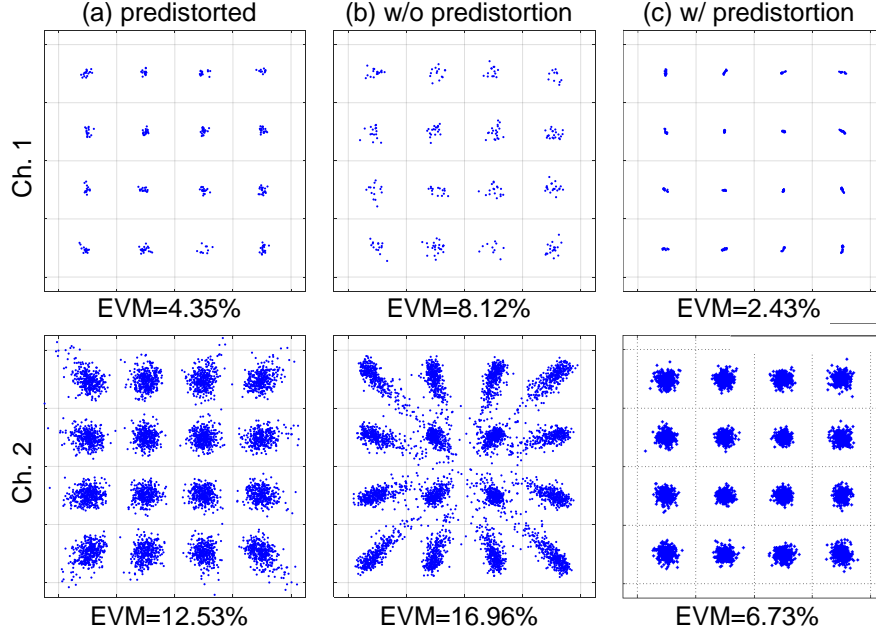 (a) predistorted
(b) w/o predistortion
(c) w/ predistortion
Ch. 1
EVM=4.35%
EVM=8.12%
EVM=2.43%
Ch. 2
EVM=12.53%
EVM=16.96%
EVM=6.73%